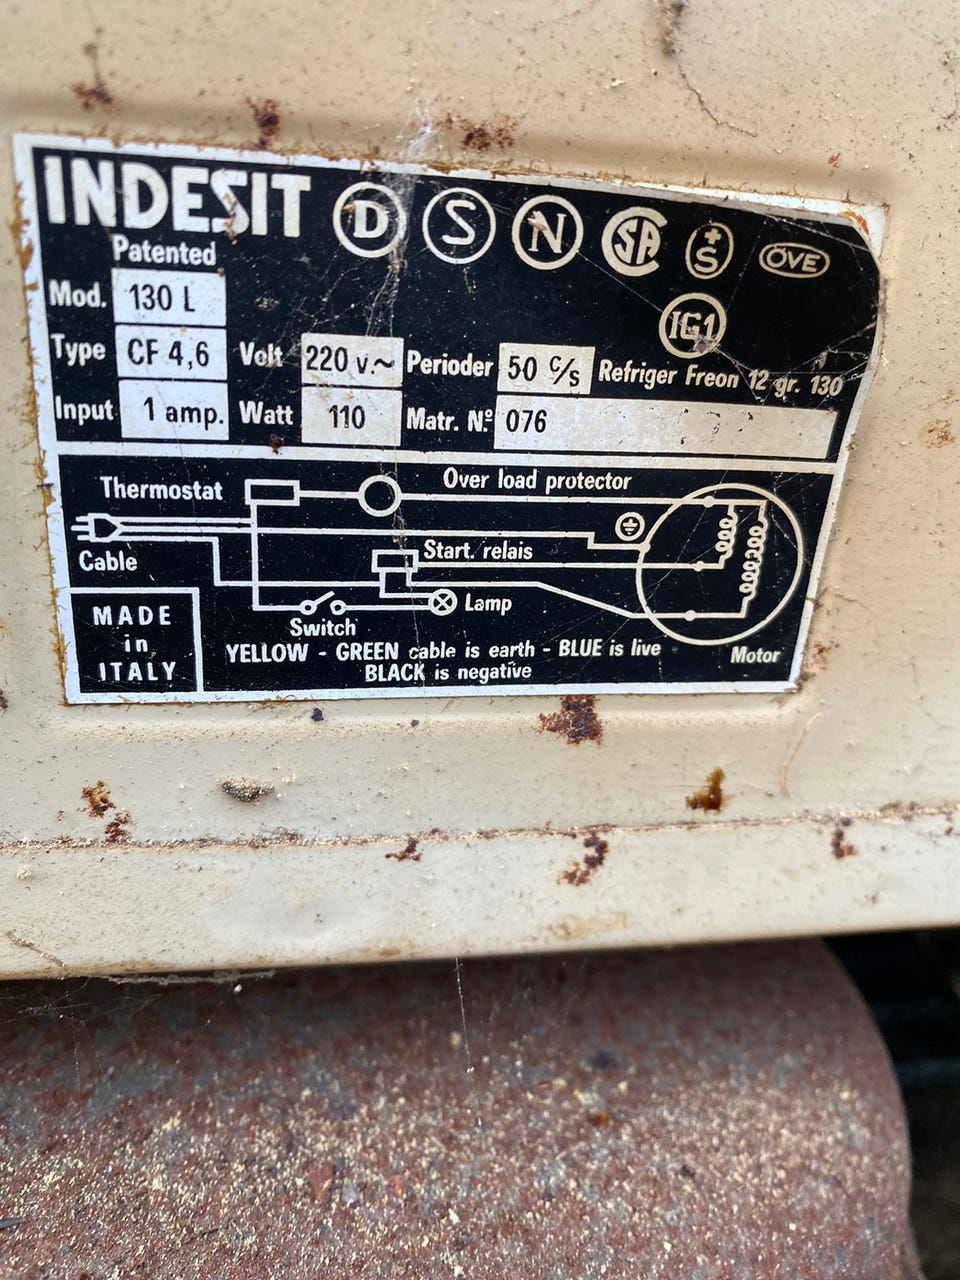 INDESIT D S N SA +S ÖVE
Patented
IG1
Mod. 130 L
Type CF 4,6 Volt 220 v.~ Perioder 50 c/s Refriger Freon 12 gr. 130
Input 1 amp. Watt 110 Matr. Nº 076
Thermostat Over load protector
Start. relais
Cable
Lamp
Switch
MADE
in
ITALY
YELLOW - GREEN cable is earth - BLUE is live
BLACK is negative
Motor